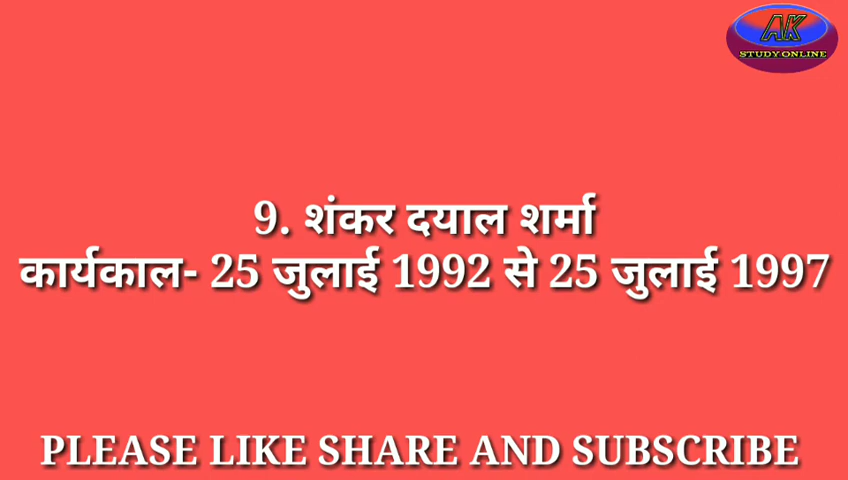 AK
STUDY ONLINE
9. शंकर दयाल शर्मा
कार्यकाल- 25 जुलाई 1992 से 25 जुलाई 1997
PLEASE LIKE SHARE AND SUBSCRIBE